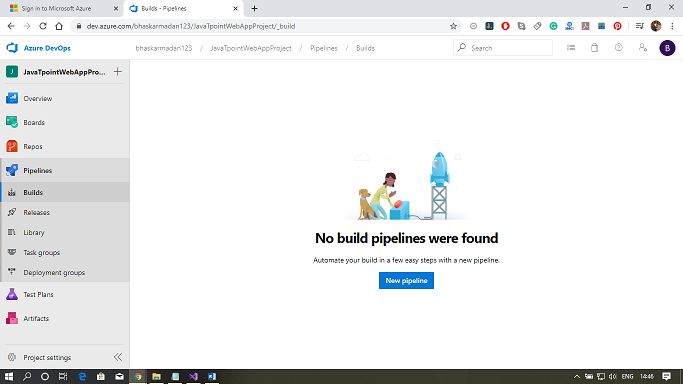 Sign in to Microsoft Azure
Builds - Pipelines
dev.azure.com/bhaskarmadan123/JavaTpointWebAppProject/_build
Azure DevOps
bhaskarmadan123 / JavaTpointWebAppProject / Pipelines / Builds
Search
B
J JavaTpointWebAppPro...
Overview
Boards
Repos
Pipelines
Builds
Releases
Library
Task groups
Deployment groups
Test Plans
Artifacts
No build pipelines were found
Automate your build in a few easy steps with a new pipeline.
New pipeline
Project settings
ENG 14:46